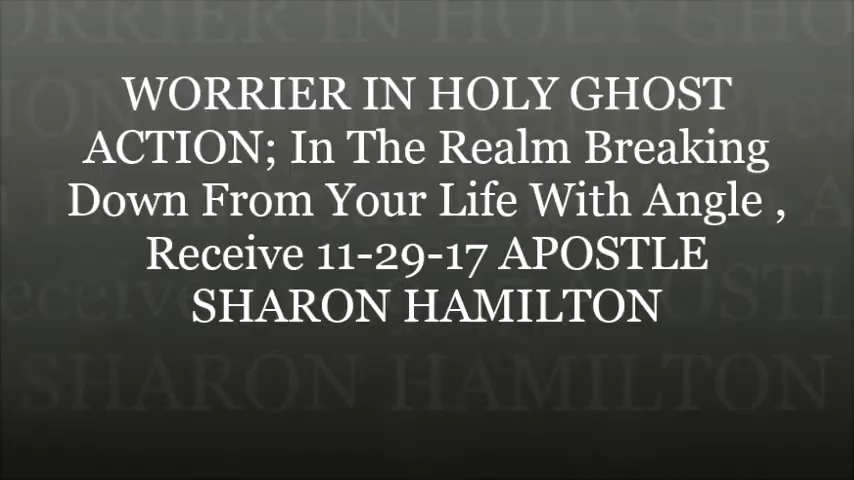 WORRIER IN HOLY GHOST
ACTION; In The Realm Breaking
Down From Your Life With Angle ,
Receive 11-29-17 APOSTLE
SHARON HAMILTON